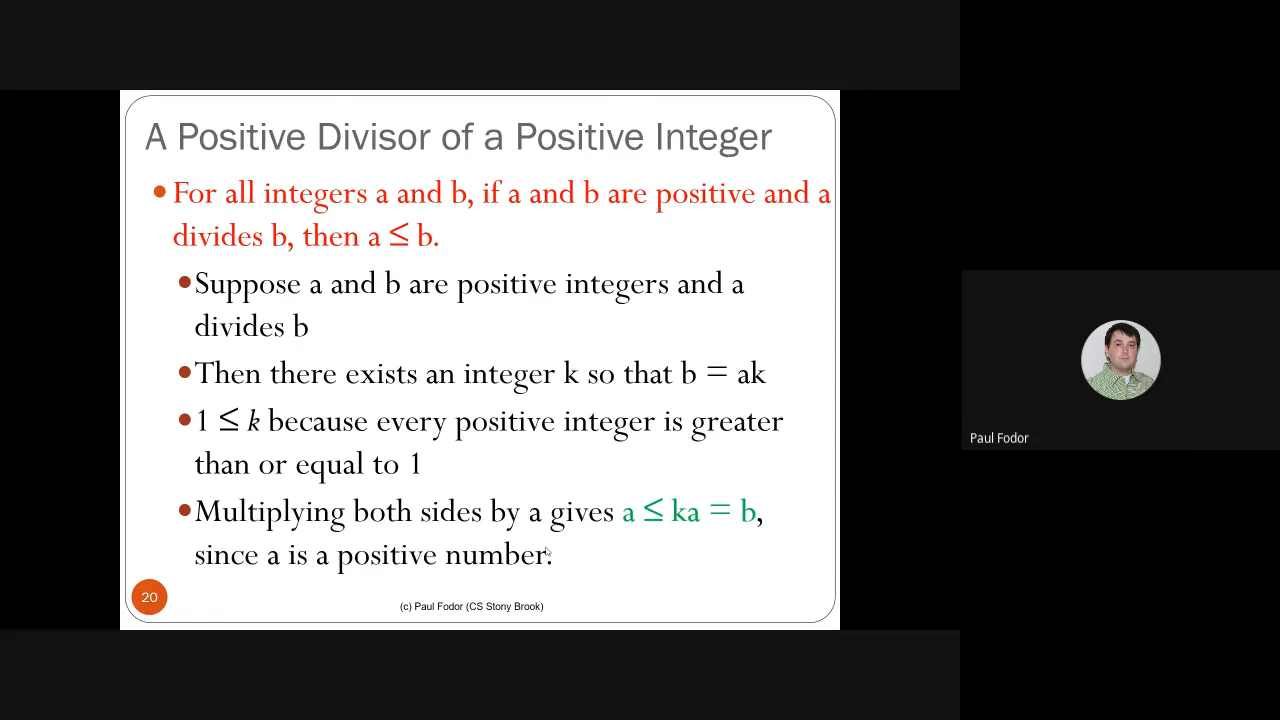 A Positive Divisor of a Positive Integer
• For all integers a and b, if a and b are positive and a
divides b, then a ≤ b.
• Suppose a and b are positive integers and a
divides b
• Then there exists an integer k so that b = ak
• 1 ≤ k because every positive integer is greater
than or equal to 1
• Multiplying both sides by a gives a ≤ ka = b,
since a is a positive number.
20
(c) Paul Fodor (CS Stony Brook)
Paul Fodor